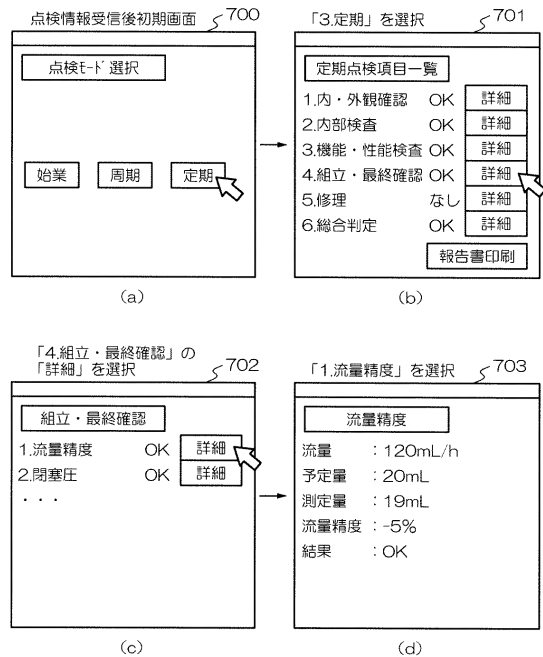 点検情報受信後初期画面
700
点検ﾓｰﾄﾞ選択
始業
周期
定期
(a)
「3.定期」を選択
701
定期点検項目一覧
1.内・外観確認 OK 詳細
2.内部検査 OK 詳細
3.機能・性能検査 OK 詳細
4.組立・最終確認 OK 詳細
5.修理 なし 詳細
6.総合判定 OK 詳細
報告書印刷
(b)
「4.組立・最終確認」の
「詳細」を選択
702
組立・最終確認
1.流量精度 OK 詳細
2.閉塞圧 OK 詳細
・・・
(c)
「1.流量精度」を選択
703
流量精度
流量 :120mL/h
予定量 :20mL
測定量 :19mL
流量精度 :-5%
結果 :OK
(d)